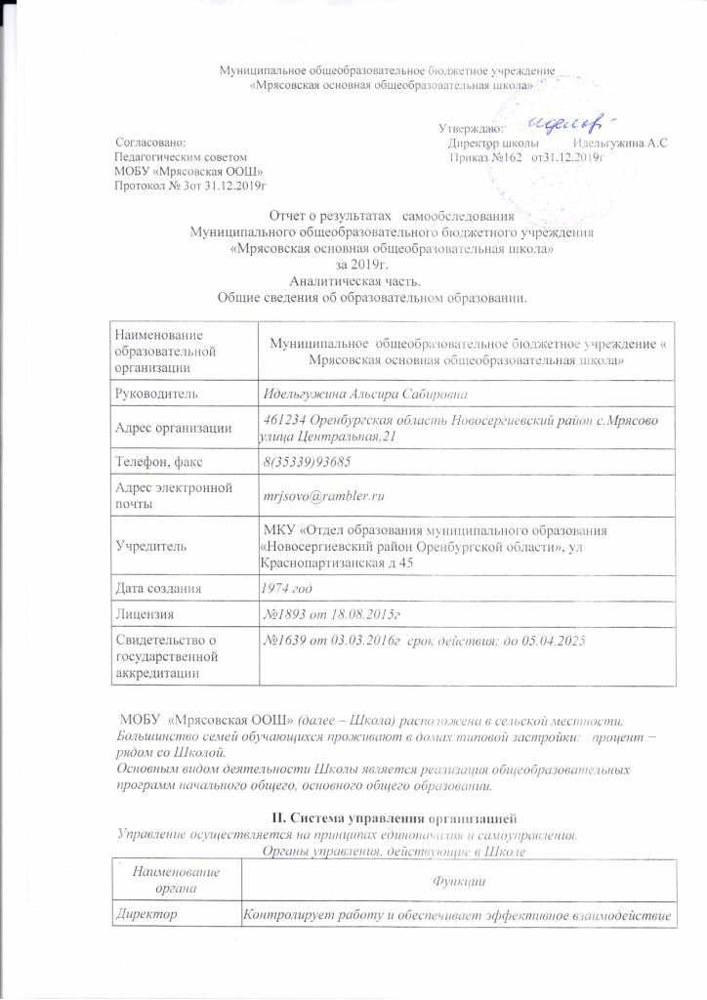 Муниципальное общеобразовательное бюджетное учреждение
«Мрясовская основная общеобразовательная школа»
Утверждаю:
Согласовано: Директор школы Идельгужина А.С
Педагогическим советом Приказ №162 от31.12.2019г
МОБУ «Мрясовская ООШ»
Протокол № 3от 31.12.2019г
Отчет о результатах самообследования
Муниципального общеобразовательного бюджетного учреждения
«Мрясовская основная общеобразовательная школа»
за 2019г.
Аналитическая часть.
Общие сведения об образовательном образовании.
Наименование
образовательной
организации
Муниципальное общеобразовательное бюджетное учреждение «
Мрясовская основная общеобразовательная школа»
Руководитель Идельгужина Альсира Сабировна
Адрес организации
461234 Оренбургская область Новосергиевский район с.Мрясово
улица Центральная,21
Телефон, факс 8(35339)93685
Адрес электронной
почты
mrjsovo@rambler.ru
Учредитель
МКУ «Отдел образования муниципального образования
«Новосергиевский район Оренбургской области», ул
Краснопартизанская д 45
Дата создания 1974 год
Лицензия №1893 от 18.08.2015г
Свидетельство о
государственной
аккредитации
№1639 от 03.03.2016г срок действия: до 05.04.2025
МОБУ «Мрясовская ООШ» (далее – Школа) расположена в сельской местности.
Большинство семей обучающихся проживают в домах типовой застройки: процент −
рядом со Школой.
Основным видом деятельности Школы является реализация общеобразовательных
программ начального общего, основного общего образовании.
II. Система управления организацией
Управление осуществляется на принципах единоначалия и самоуправления.
Органы управления, действующие в Школе
Наименование
органа
Функции
Директор Контролирует работу и обеспечивает эффективное взаимодействие